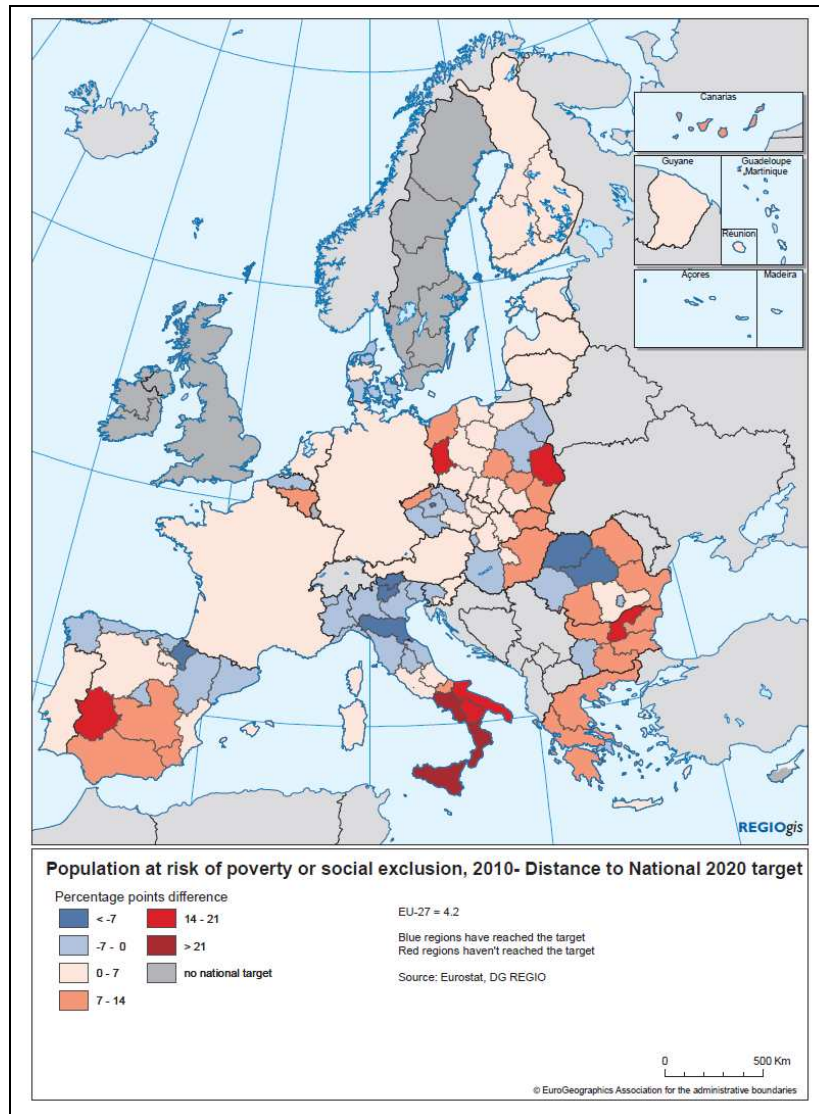 Canarias
Guyane
Guadeloupe
Martinique
Réunion
Açores
Madeira
REGIOgis
Population at risk of poverty or social exclusion, 2010- Distance to National 2020 target
Percentage points difference
< -7
-7 - 0
0 - 7
7 - 14
14 - 21
> 21
no national target
EU-27 = 4.2
Blue regions have reached the target
Red regions haven't reached the target
Source: Eurostat, DG REGIO
0 500 Km
© EuroGeographics Association for the administrative boundaries